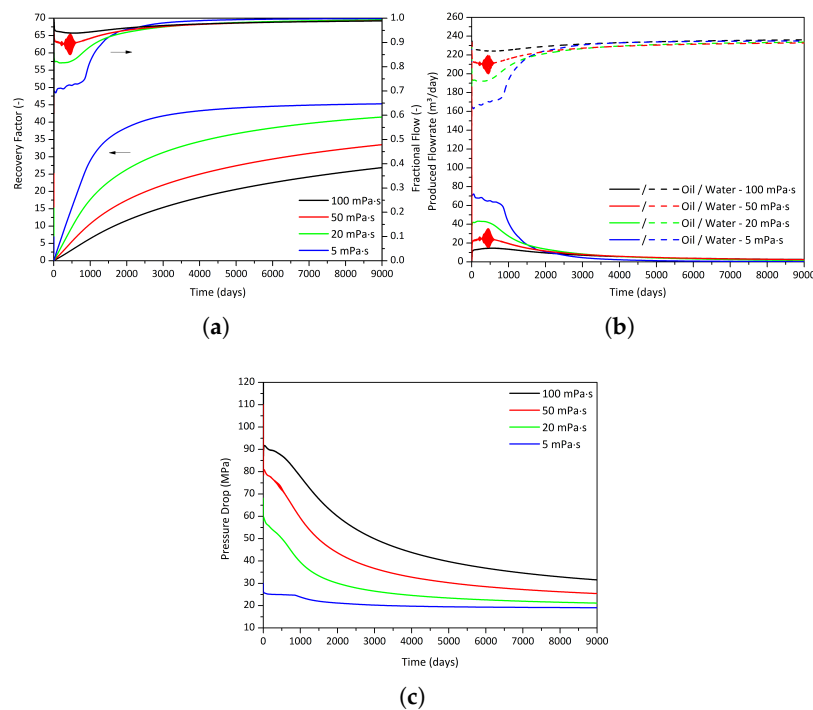 70
65
60
55
50
45
40
35
30
25
20
15
10
5
0
Recovery Factor (-)
1.0
0.9
0.8
0.7
0.6
0.5
0.4
0.3
0.2
0.1
0.0
Fractional Flow (-)
100 mPa·s
50 mPa·s
20 mPa·s
5 mPa·s
0 1000 2000 3000 4000 5000 6000 7000 8000 9000
Time (days)
(a)
260
240
220
200
180
160
140
120
100
80
60
40
20
0
Produced Flowrate (m³/day)
/ Oil / Water - 100 mPa·s
/ Oil / Water - 50 mPa·s
/ Oil / Water - 20 mPa·s
/ Oil / Water - 5 mPa·s
0 1000 2000 3000 4000 5000 6000 7000 8000 9000
Time (days)
(b)
120
110
100
90
80
70
60
50
40
30
20
10
Pressure Drop (MPa)
100 mPa·s
50 mPa·s
20 mPa·s
5 mPa·s
0 1000 2000 3000 4000 5000 6000 7000 8000 9000
Time (days)
(c)